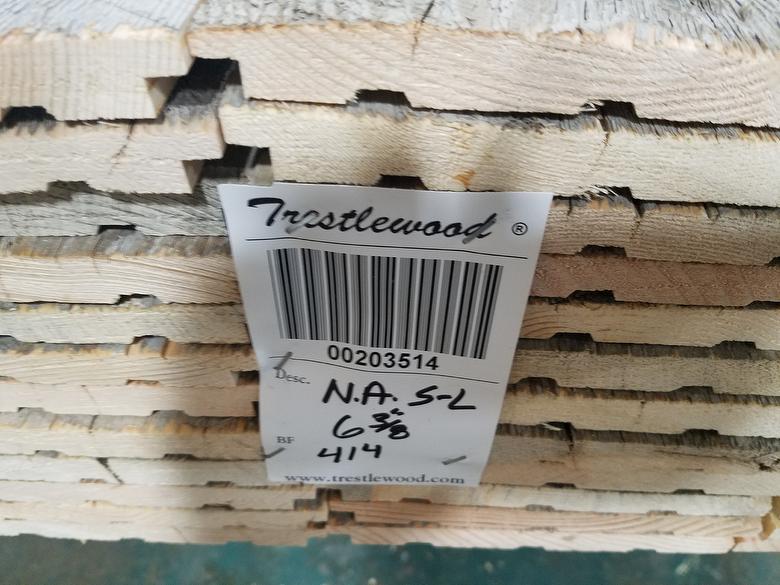 Trestlewood ®
00203514
Desc.
N.A. S-L
6 3/8"
BF
414
www.trestlewood.com